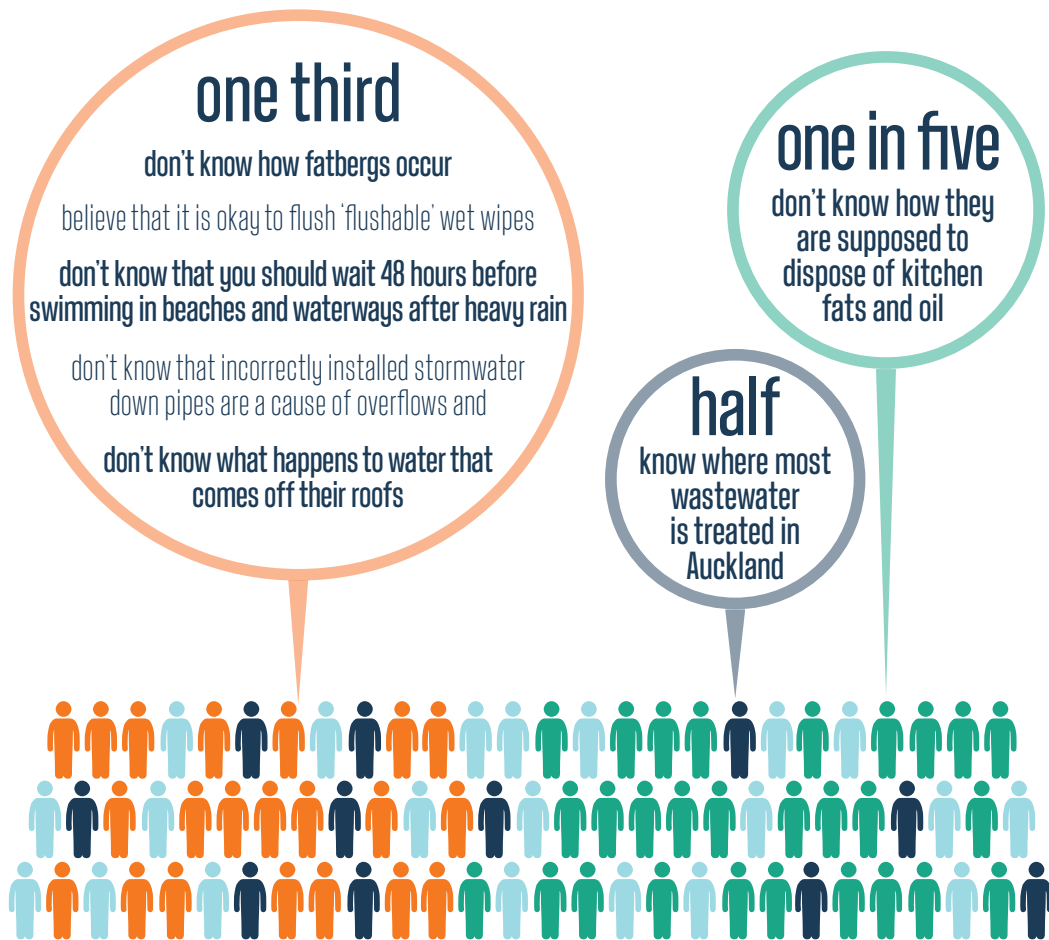 one third
don't know how fatbergs occur
believe that it is okay to flush ‘flushable’ wet wipes
don't know that you should wait 48 hours before
swimming in beaches and waterways after heavy rain
don't know that incorrectly installed stormwater
down pipes are a cause of overflows and
don't know what happens to water that
comes off their roofs
one in five
don't know how they
are supposed to
dispose of kitchen
fats and oil
half
know where most
wastewater
is treated in
Auckland